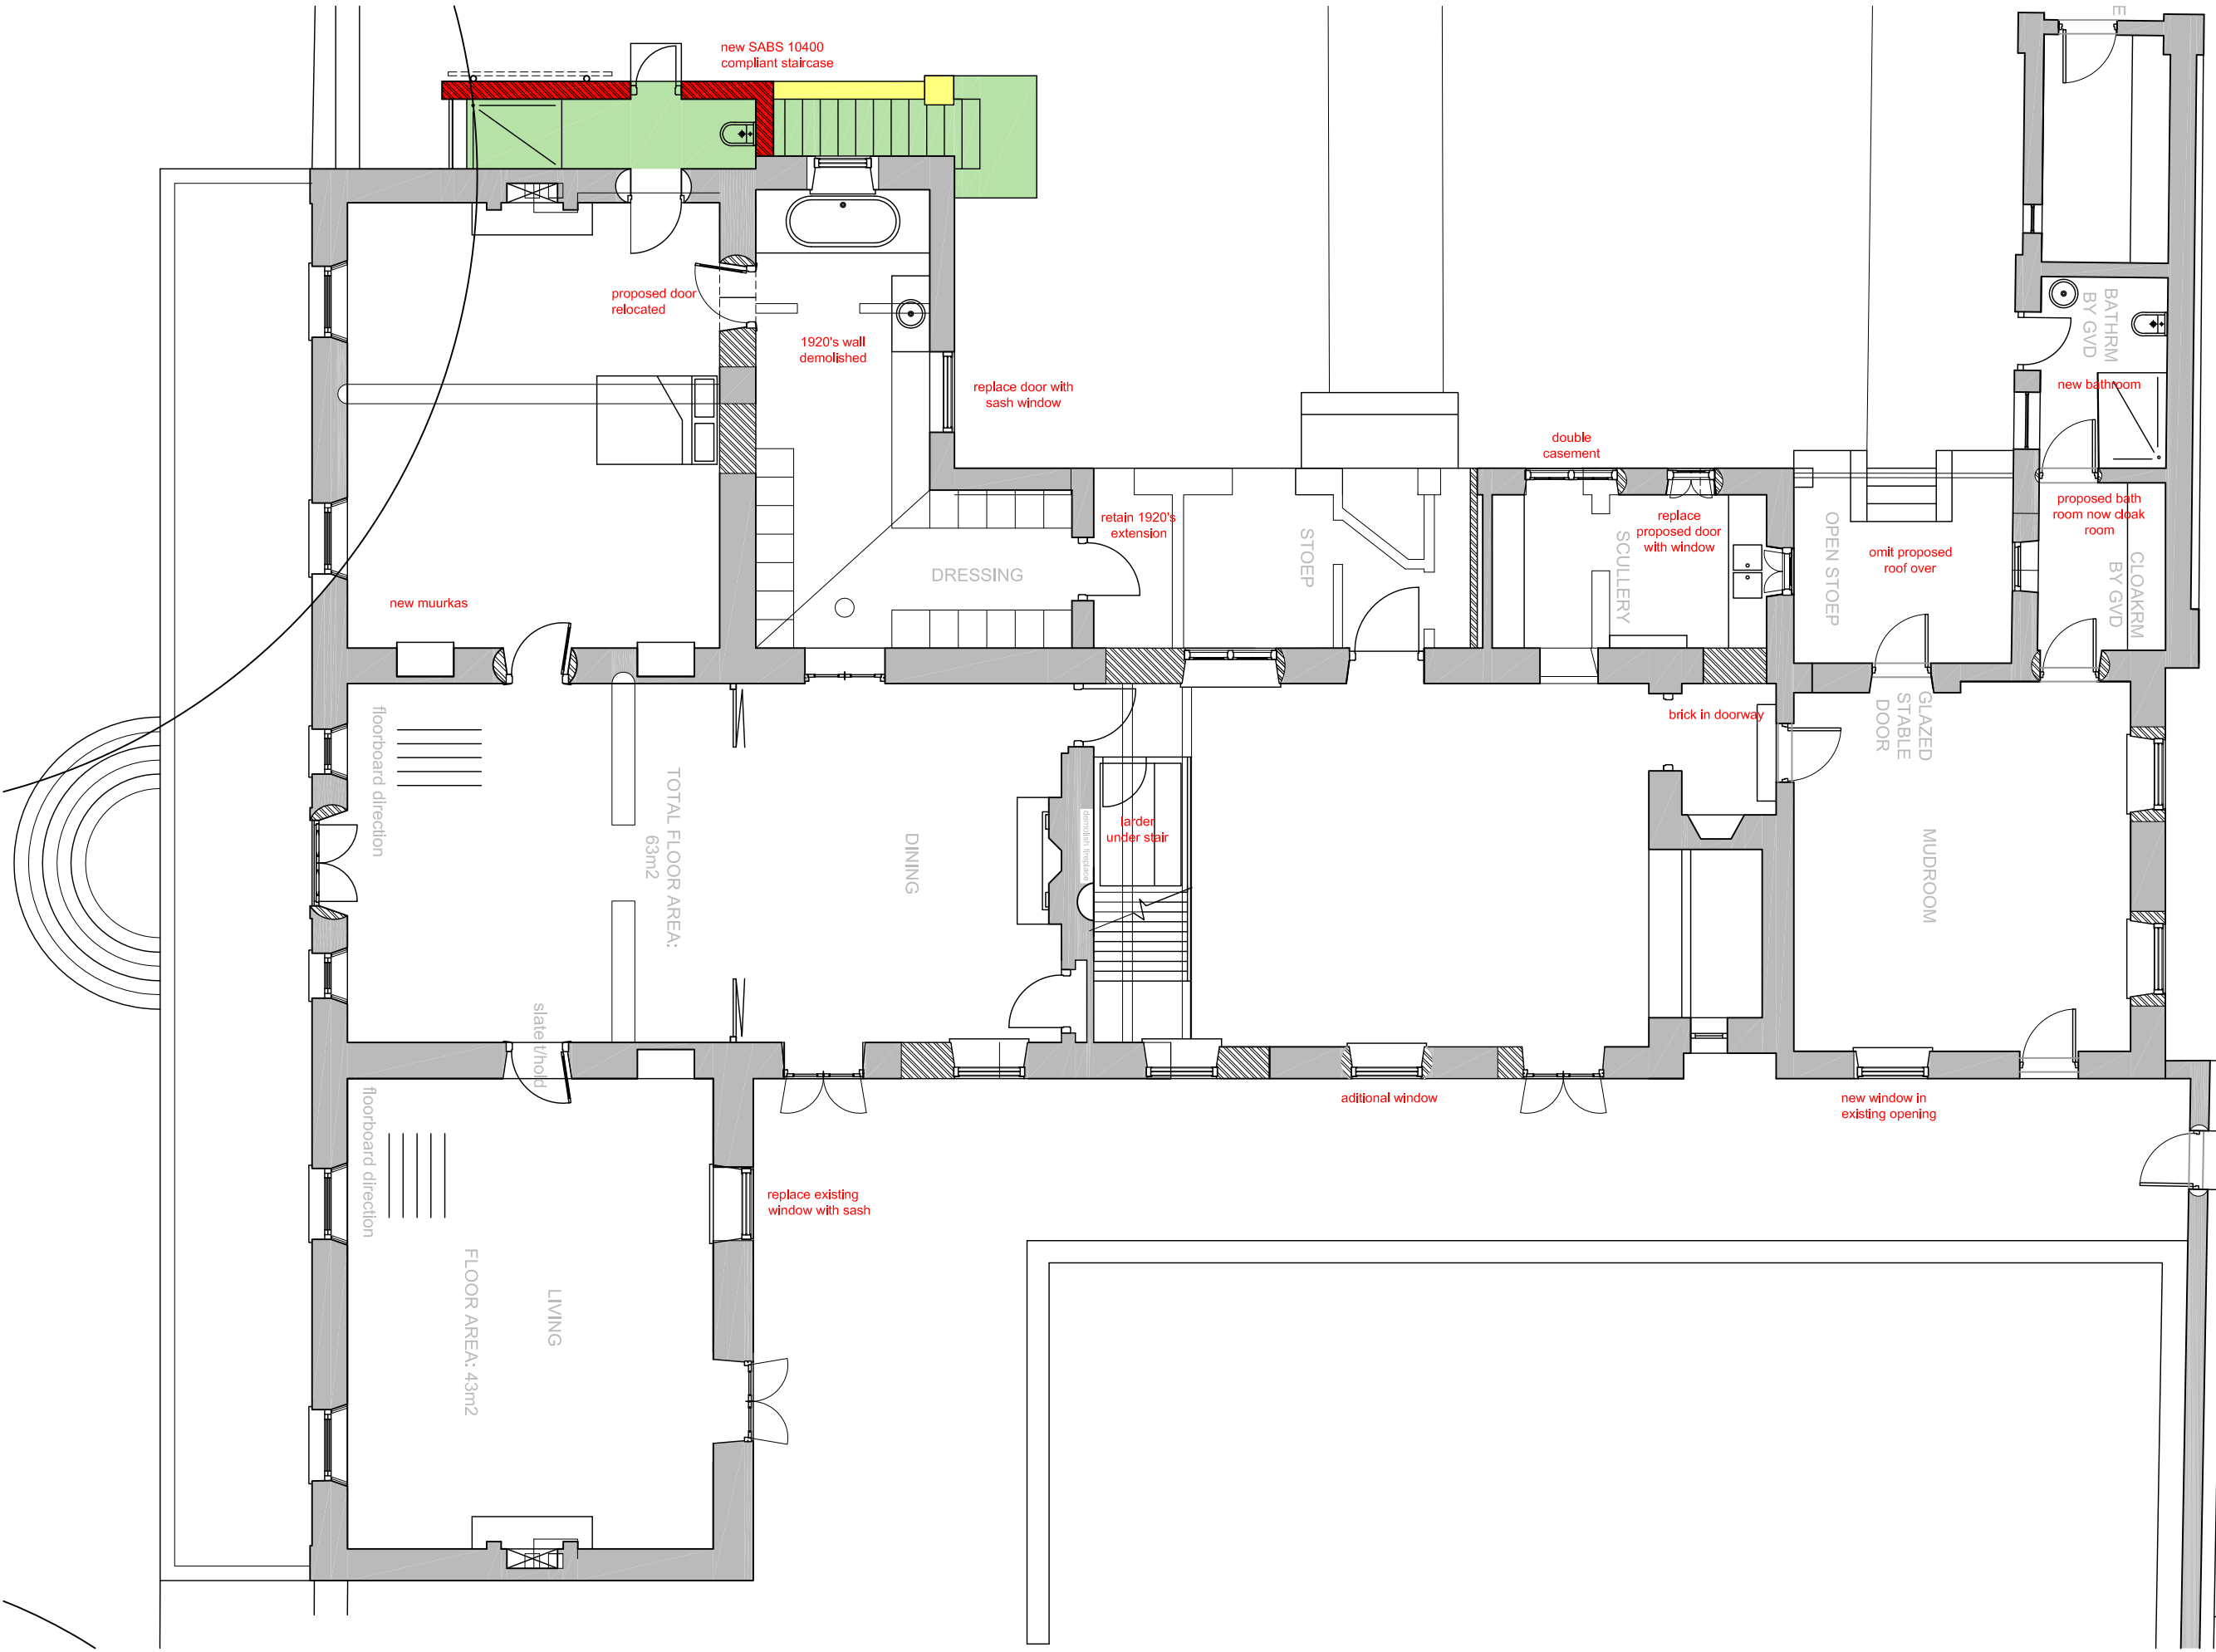 new SABS 10400
compliant staircase
E
proposed door
relocated
1920's wall
demolished
replace door with
sash window
double
casement
BATHRM
BY GVD
new bathroom
retain 1920's
extension
STOEP
SCULLERY
replace
proposed door
with window
OPEN STOEP
omit proposed
roof over
proposed bath
room now cloak
room
CLOAKRM
BY GVD
DRESSING
new muurkas
floorboard direction
TOTAL FLOOR AREA:
63m2
DINING
demolish fireplace
larder
under stair
brick in doorway
GLAZED
STABLE
DOOR
MUDROOM
slate t/hold
floorboard direction
aditional window
new window in
existing opening
replace existing
window with sash
LIVING
FLOOR AREA: 43m2